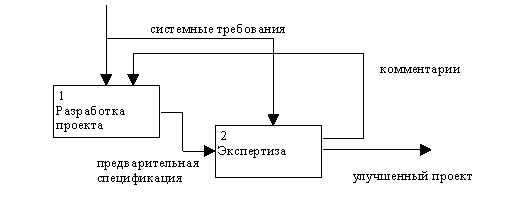 системные требования
комментарии
1
Разработка
проекта
2
Экспертиза
предварительная
спецификация
улучшенный проект